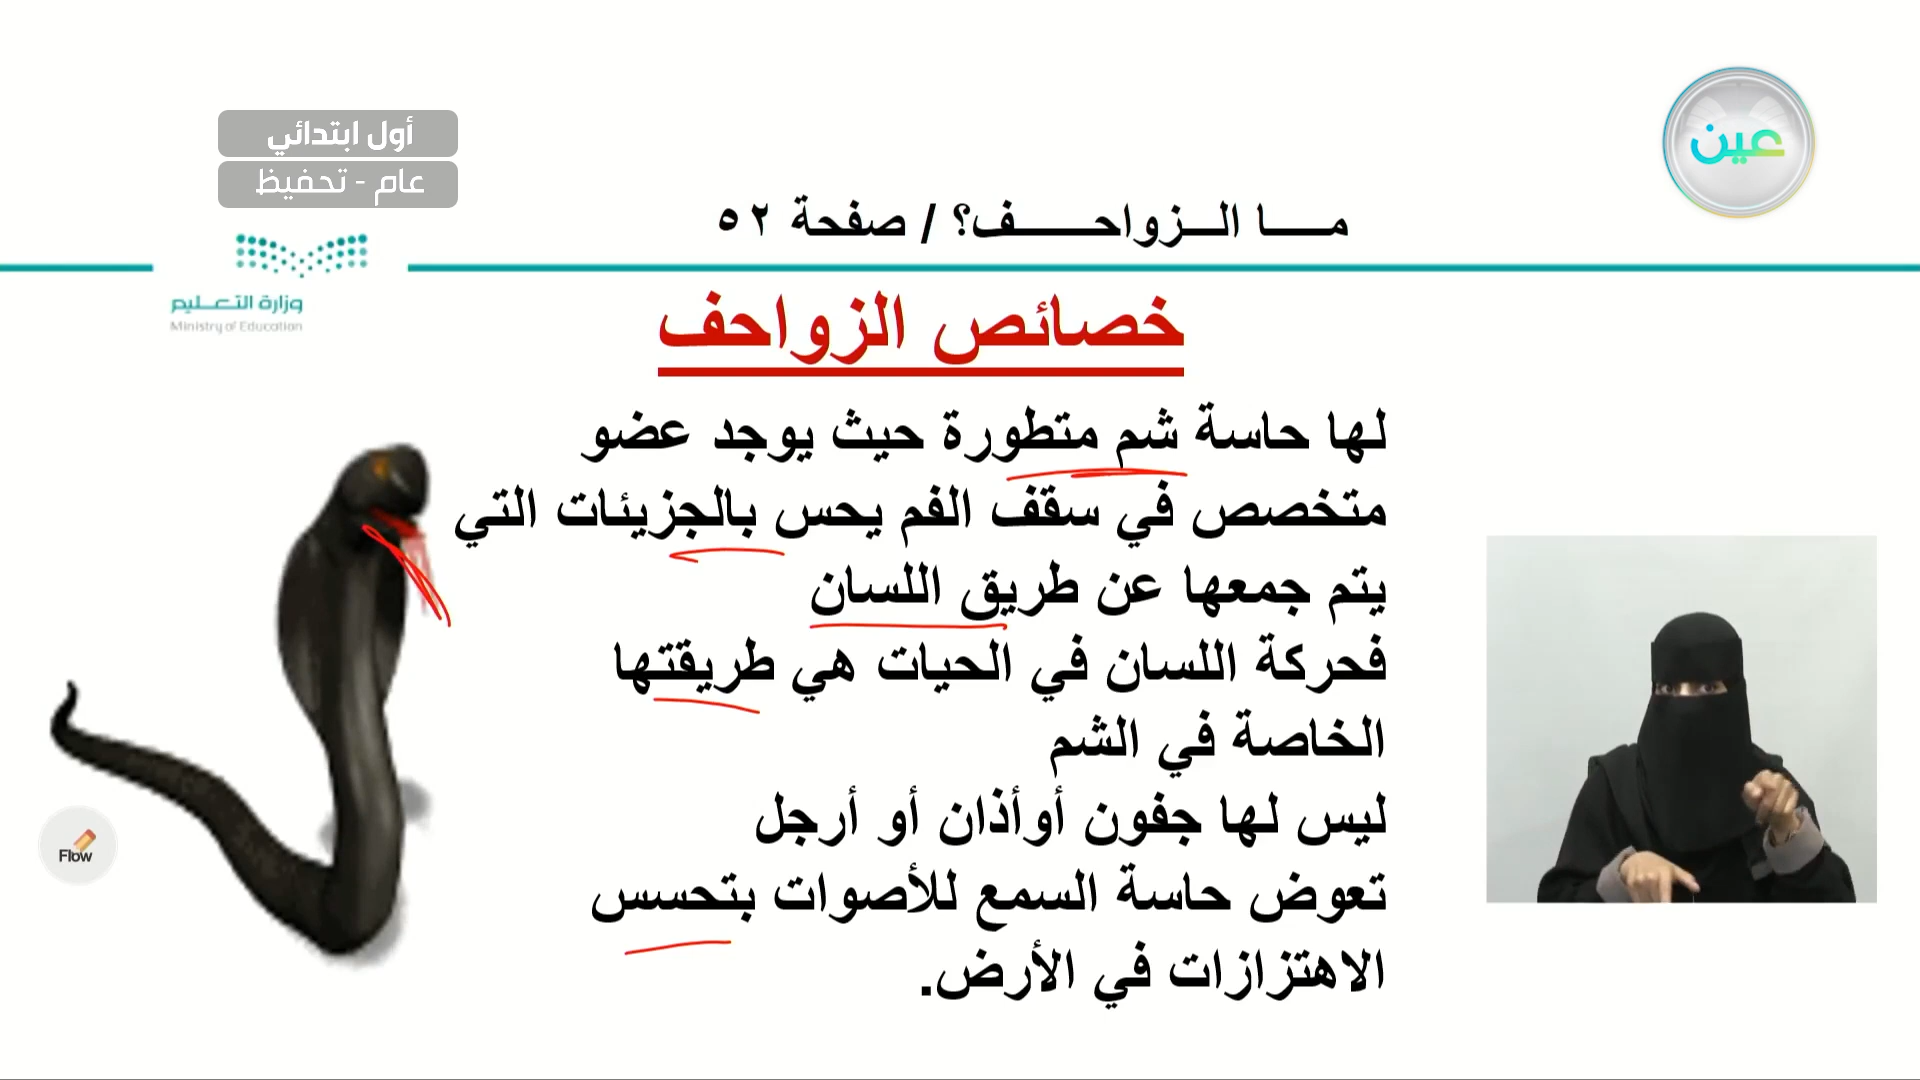 عين
أول ابتدائي
عام - تحفيظ
ما الزواحف؟ / صفحة ٥٢
وزارة التعليم
Ministry of Education
خصائص الزواحف
لها حاسة شم متطورة حيث يوجد عضو
متخصص في سقف الفم يحس بالجزيئات التي
يتم جمعها عن طريق اللسان
فحركة اللسان في الحيات هي طريقتها
الخاصة في الشم
ليس لها جفون أوأذان أو أرجل
تعوض حاسة السمع للأصوات بتحسس
الاهتزازات في الأرض.
Flow